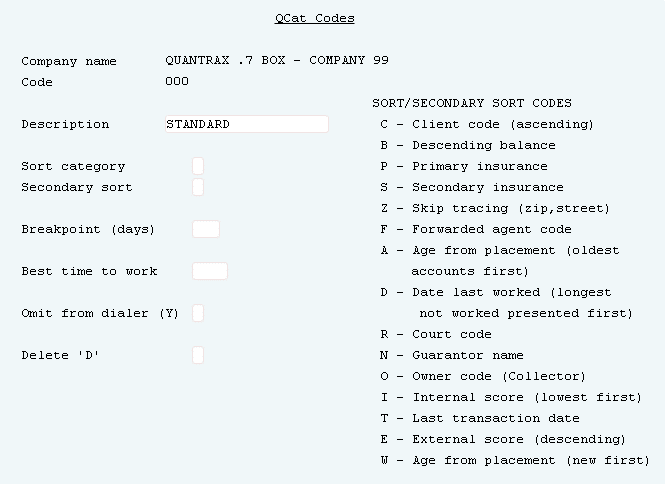 QCat Codes
Company name QUANTRAX .7 BOX - COMPANY 99
Code 000
SORT/SECONDARY SORT CODES
Description STANDARD
C - Client code (ascending)
B - Descending balance
Sort category
P - Primary insurance
Secondary sort
S - Secondary insurance
Z - Skip tracing (zip,street)
Breakpoint (days)
F - Forwarded agent code
A - Age from placement (oldest
Best time to work
accounts first)
D - Date last worked (longest
Omit from dialer (Y)
not worked presented first)
R - Court code
Delete 'D'
N - Guarantor name
O - Owner code (Collector)
I - Internal score (lowest first)
T - Last transaction date
E - External score (descending)
W - Age from placement (new first)